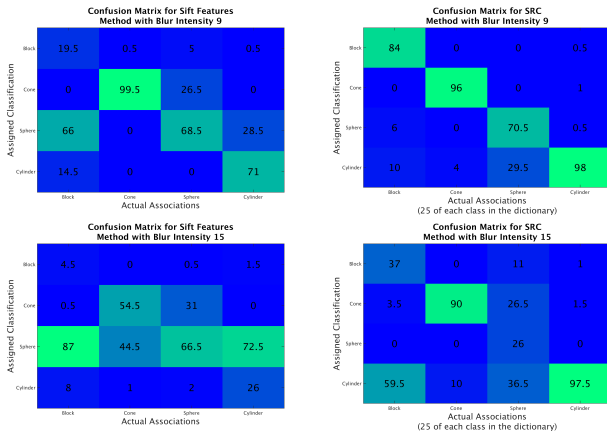 Confusion Matrix for Sift Features
Method with Blur Intensity 9
Assigned Classification
Block 19.5 0.5 5 0.5
Cone 0 99.5 26.5 0
Sphere 66 0 68.5 28.5
Cylinder 14.5 0 0 71
Block Cone Sphere Cylinder
Actual Associations
Confusion Matrix for SRC
Method with Blur Intensity 9
Assigned Classification
Block 84 0 0 0.5
Cone 0 96 0 1
Sphere 6 0 70.5 0.5
Cylinder 10 4 29.5 98
Block Cone Sphere Cylinder
Actual Associations
(25 of each class in the dictionary)
Confusion Matrix for Sift Features
Method with Blur Intensity 15
Assigned Classification
Block 4.5 0 0.5 1.5
Cone 0.5 54.5 31 0
Sphere 87 44.5 66.5 72.5
Cylinder 8 1 2 26
Block Cone Sphere Cylinder
Actual Associations
Confusion Matrix for SRC
Method with Blur Intensity 15
Assigned Classification
Block 37 0 11 1
Cone 3.5 90 26.5 1.5
Sphere 0 0 26 0
Cylinder 59.5 10 36.5 97.5
Block Cone Sphere Cylinder
Actual Associations
(25 of each class in the dictionary)